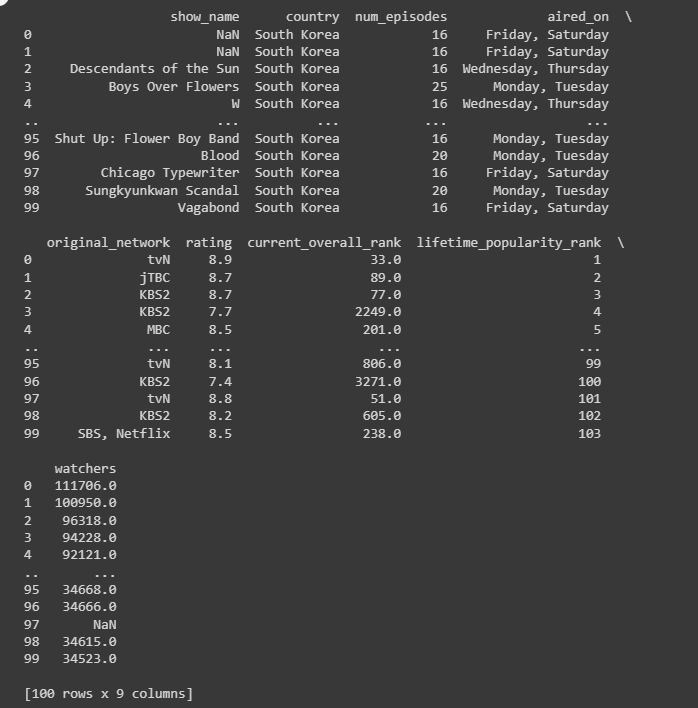 show_name country num_episodes aired_on \
0 NaN South Korea 16 Friday, Saturday
1 NaN South Korea 16 Friday, Saturday
2 Descendants of the Sun South Korea 16 Wednesday, Thursday
3 Boys Over Flowers South Korea 25 Monday, Tuesday
4 W South Korea 16 Wednesday, Thursday
.. ... ... ... ...
95 Shut Up: Flower Boy Band South Korea 16 Monday, Tuesday
96 Blood South Korea 20 Monday, Tuesday
97 Chicago Typewriter South Korea 16 Friday, Saturday
98 Sungkyunkwan Scandal South Korea 20 Monday, Tuesday
99 Vagabond South Korea 16 Friday, Saturday
original_network rating current_overall_rank lifetime_popularity_rank \
0 tvN 8.9 33.0 1
1 jTBC 8.7 89.0 2
2 KBS2 8.7 77.0 3
3 KBS2 7.7 2249.0 4
4 MBC 8.5 201.0 5
.. ... ... ... ...
95 tvN 8.1 806.0 99
96 KBS2 7.4 3271.0 100
97 tvN 8.8 51.0 101
98 KBS2 8.2 605.0 102
99 SBS, Netflix 8.5 238.0 103
watchers
0 111706.0
1 100950.0
2 96318.0
3 94228.0
4 92121.0
.. ...
95 34668.0
96 34666.0
97 NaN
98 34615.0
99 34523.0
[100 rows x 9 columns]